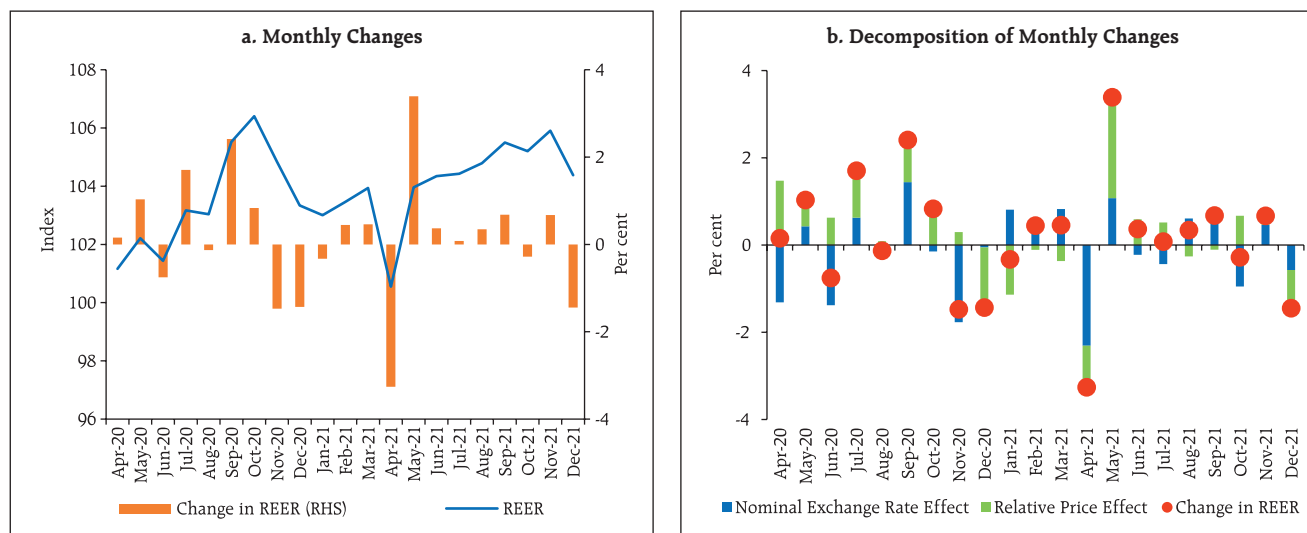 a. Monthly Changes
108
106
104
102
100
98
96
Index
4
2
0
-2
-4
Per cent
Apr-20
May-20
Jun-20
Jul-20
Aug-20
Sep-20
Oct-20
Nov-20
Dec-20
Jan-21
Feb-21
Mar-21
Apr-21
May-21
Jun-21
Jul-21
Aug-21
Sep-21
Oct-21
Nov-21
Dec-21
Change in REER (RHS)
REER
b. Decomposition of Monthly Changes
4
2
0
-2
-4
Per cent
Apr-20
May-20
Jun-20
Jul-20
Aug-20
Sep-20
Oct-20
Nov-20
Dec-20
Jan-21
Feb-21
Mar-21
Apr-21
May-21
Jun-21
Jul-21
Aug-21
Sep-21
Oct-21
Nov-21
Dec-21
Nominal Exchange Rate Effect
Relative Price Effect
Change in REER